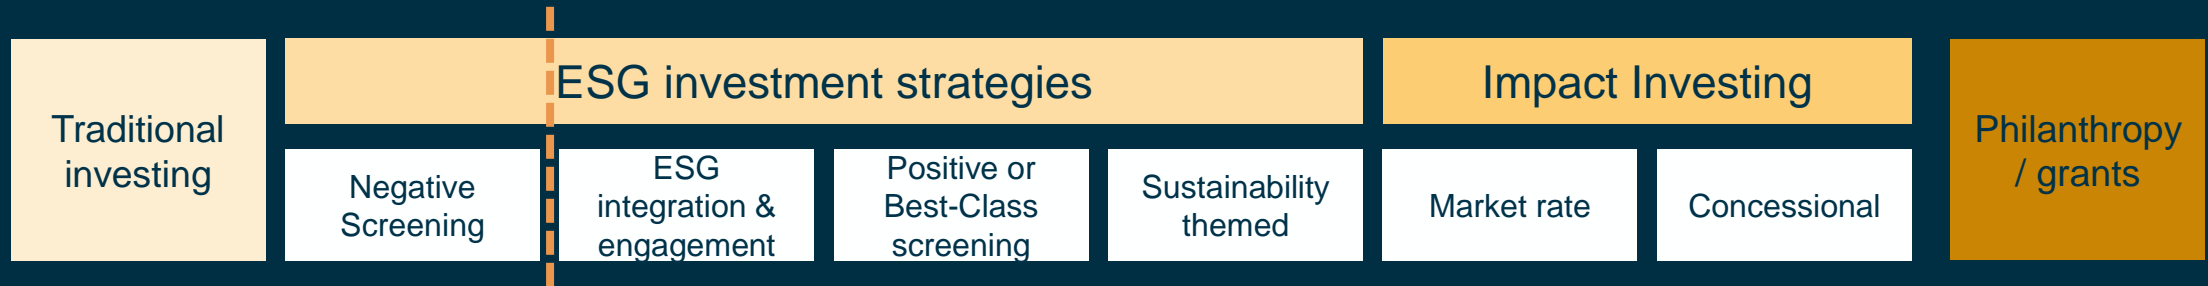 Traditional
investing
ESG investment strategies
Negative
Screening
ESG
integration &
engagement
Positive or
Best-Class
screening
Sustainability
themed
Impact Investing
Market rate
Concessional
Philanthropy
/ grants